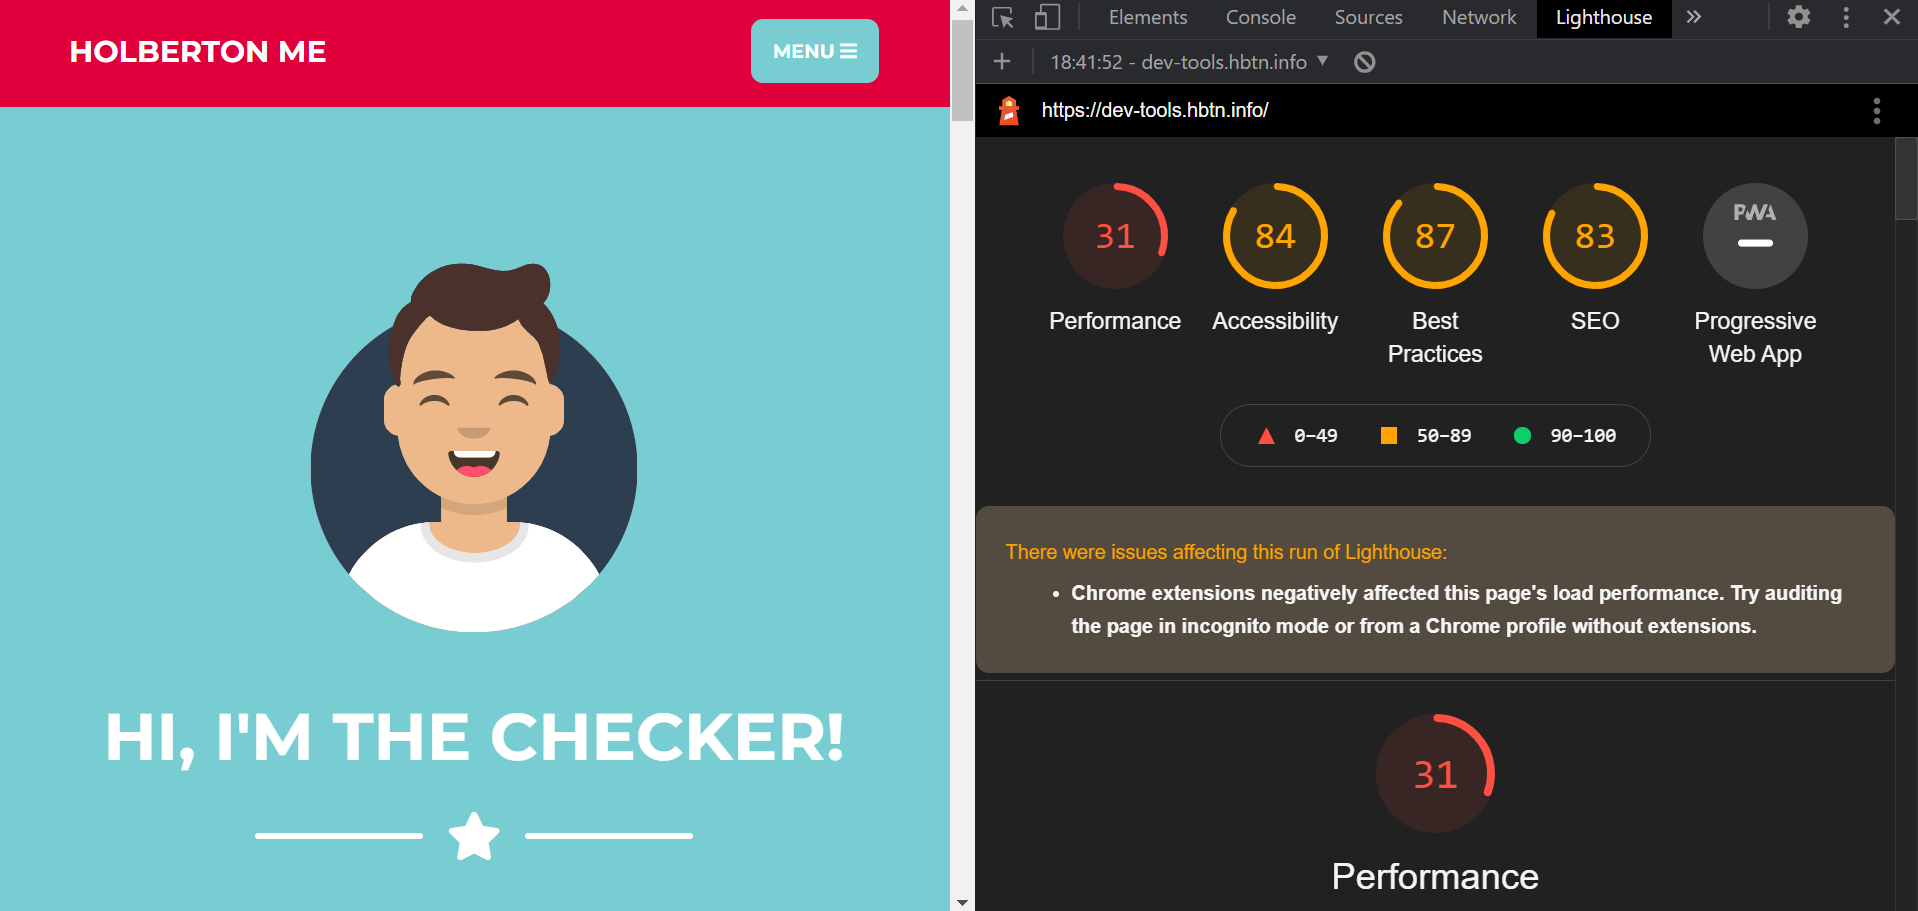 HOLBERTON ME
MENU
HI, I'M THE CHECKER!
Elements Console Sources Network Lighthouse
18:41:52 - dev-tools.hbtn.info
https://dev-tools.hbtn.info/
31 84 87 83 PWA
Performance Accessibility Best Practices SEO Progressive Web App
0–49 50–89 90–100
There were issues affecting this run of Lighthouse:
• Chrome extensions negatively affected this page's load performance. Try auditing
the page in incognito mode or from a Chrome profile without extensions.
31
Performance